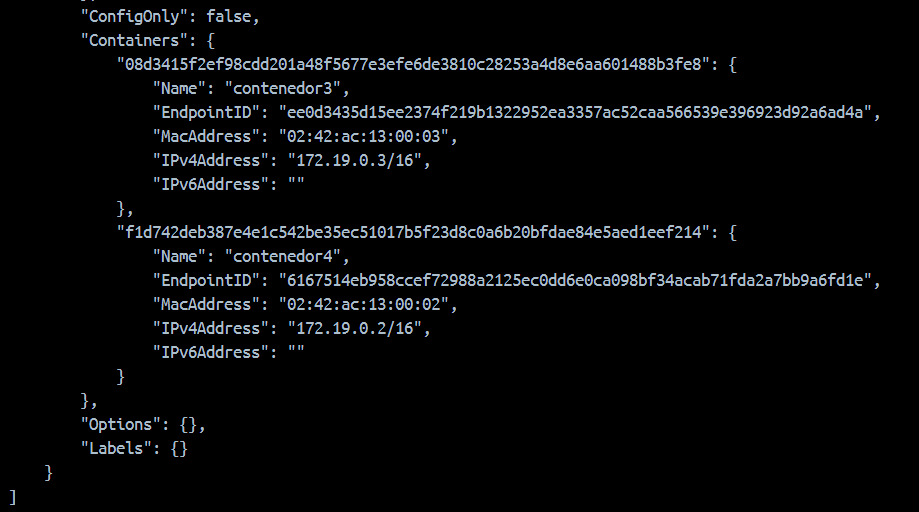 "ConfigOnly": false,
"Containers": {
"08d3415f2ef98cdd201a48f5677e3efe6de3810c28253a4d8e6aa601488b3fe8": {
"Name": "contenedor3",
"EndpointID": "ee0d3435d15ee2374f219b1322952ea3357ac52caa566539e396923d92a6ad4a",
"MacAddress": "02:42:ac:13:00:03",
"IPv4Address": "172.19.0.3/16",
"IPv6Address": ""
},
"f1d742deb387e4e1c542be35ec51017b5f23d8c0a6b20bfdae84e5aed1eef214": {
"Name": "contenedor4",
"EndpointID": "6167514eb958ccef72988a2125ec0dd6e0ca098bf34acab71fda2a7bb9a6fd1e",
"MacAddress": "02:42:ac:13:00:02",
"IPv4Address": "172.19.0.2/16",
"IPv6Address": ""
}
},
"Options": {},
"Labels": {}
}
]